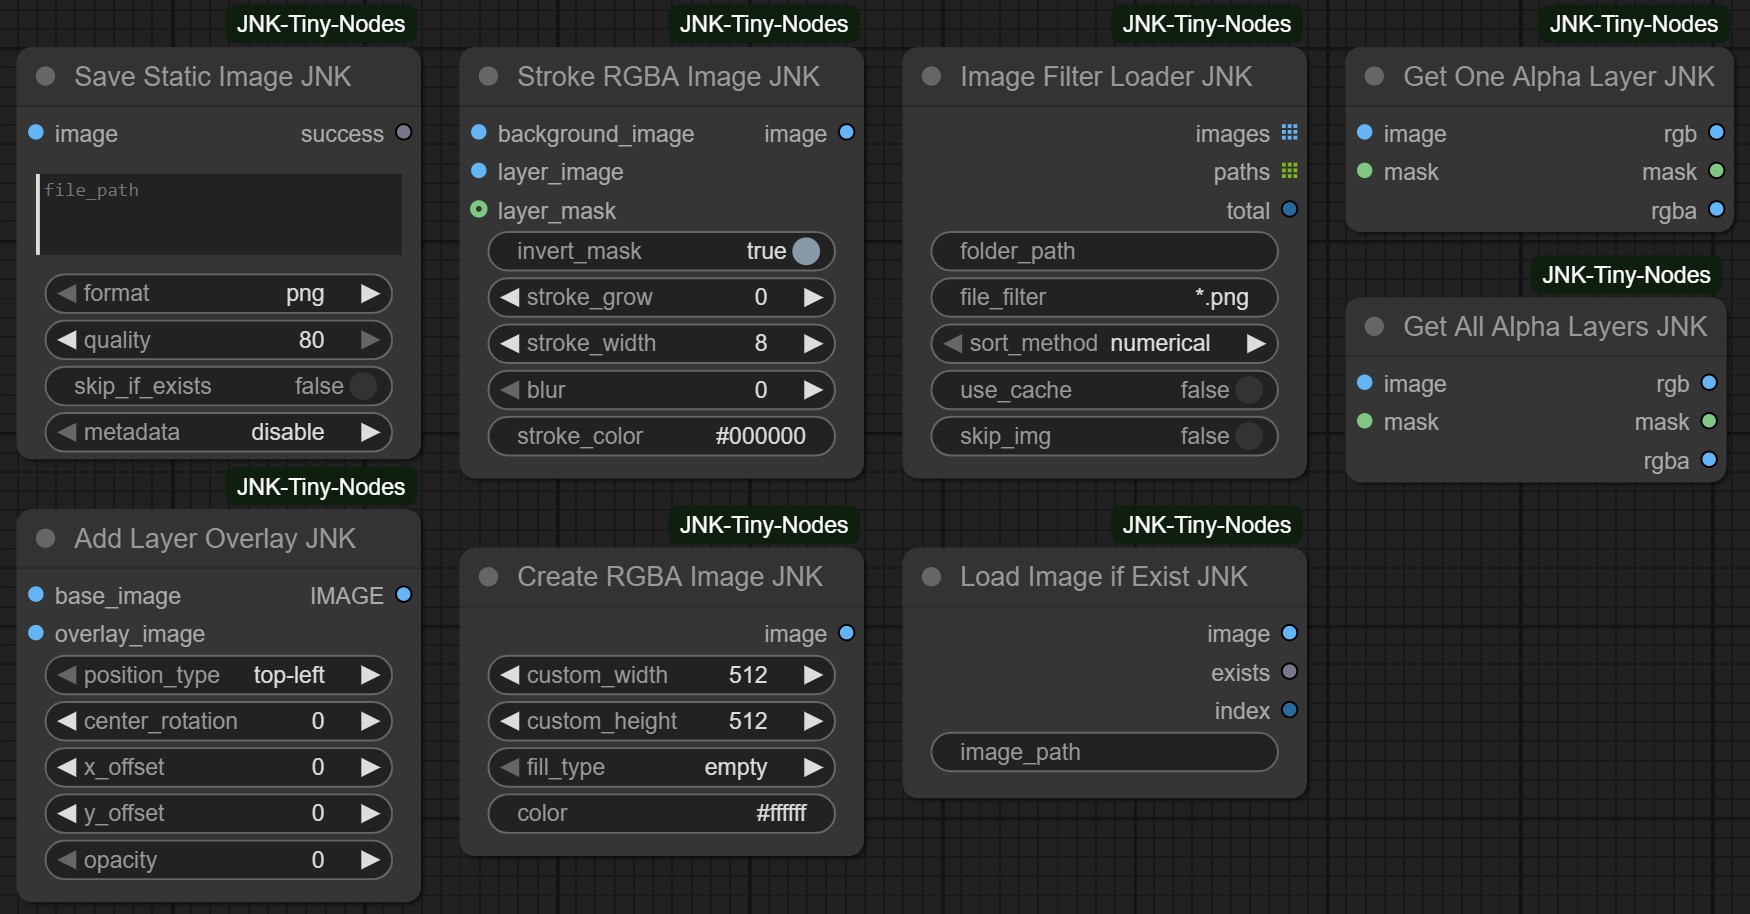 JNK-Tiny-Nodes
Save Static Image JNK
image success
file_path
format png
quality 80
skip_if_exists false
metadata disable
JNK-Tiny-Nodes
Add Layer Overlay JNK
base_image IMAGE
overlay_image
position_type top-left
center_rotation 0
x_offset 0
y_offset 0
opacity 0
JNK-Tiny-Nodes
Stroke RGBA Image JNK
background_image image
layer_image
layer_mask
invert_mask true
stroke_grow 0
stroke_width 8
blur 0
stroke_color #000000
JNK-Tiny-Nodes
Create RGBA Image JNK
image
custom_width 512
custom_height 512
fill_type empty
color #ffffff
JNK-Tiny-Nodes
Image Filter Loader JNK
images
paths
total
folder_path
file_filter *.png
sort_method numerical
use_cache false
skip_img false
JNK-Tiny-Nodes
Load Image if Exist JNK
image
exists
index
image_path
JNK-Tiny-Nodes
Get One Alpha Layer JNK
image rgb
mask mask
rgba
JNK-Tiny-Nodes
Get All Alpha Layers JNK
image rgb
mask mask
rgba